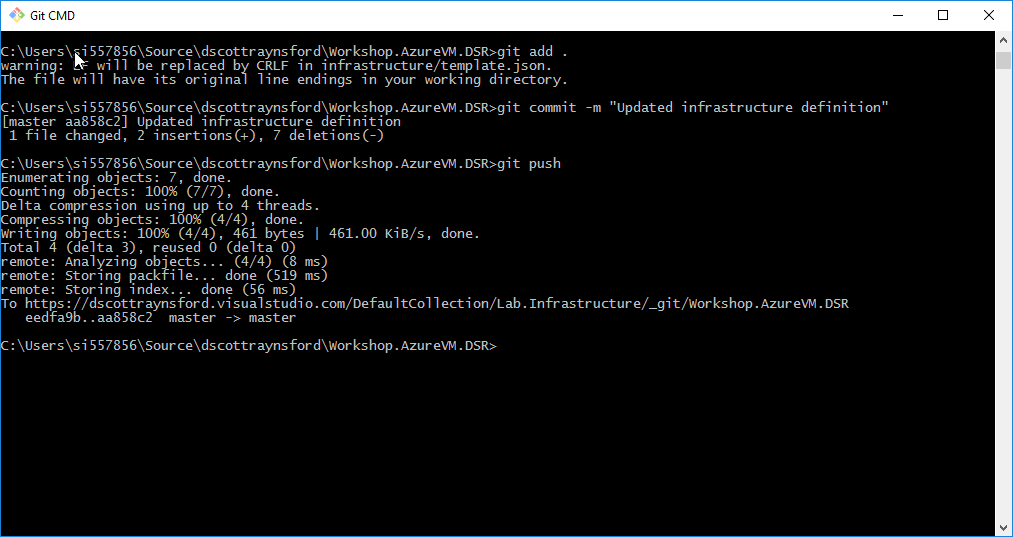 Git CMD
C:\Users\si557856\Source\dscottraynsford\Workshop.AzureVM.DSR>git add .
warning: LF will be replaced by CRLF in infrastructure/template.json.
The file will have its original line endings in your working directory.
C:\Users\si557856\Source\dscottraynsford\Workshop.AzureVM.DSR>git commit -m "Updated infrastructure definition"
[master aa858c2] Updated infrastructure definition
 1 file changed, 2 insertions(+), 7 deletions(-)
C:\Users\si557856\Source\dscottraynsford\Workshop.AzureVM.DSR>git push
Enumerating objects: 7, done.
Counting objects: 100% (7/7), done.
Delta compression using up to 4 threads.
Compressing objects: 100% (4/4), done.
Writing objects: 100% (4/4), 461 bytes | 461.00 KiB/s, done.
Total 4 (delta 3), reused 0 (delta 0)
remote: Analyzing objects... (4/4) (8 ms)
remote: Storing packfile... done (519 ms)
remote: Storing index... done (56 ms)
To https://dscottraynsford.visualstudio.com/DefaultCollection/Lab.Infrastructure/_git/Workshop.AzureVM.DSR
   eedfa9b..aa858c2  master -> master
C:\Users\si557856\Source\dscottraynsford\Workshop.AzureVM.DSR>